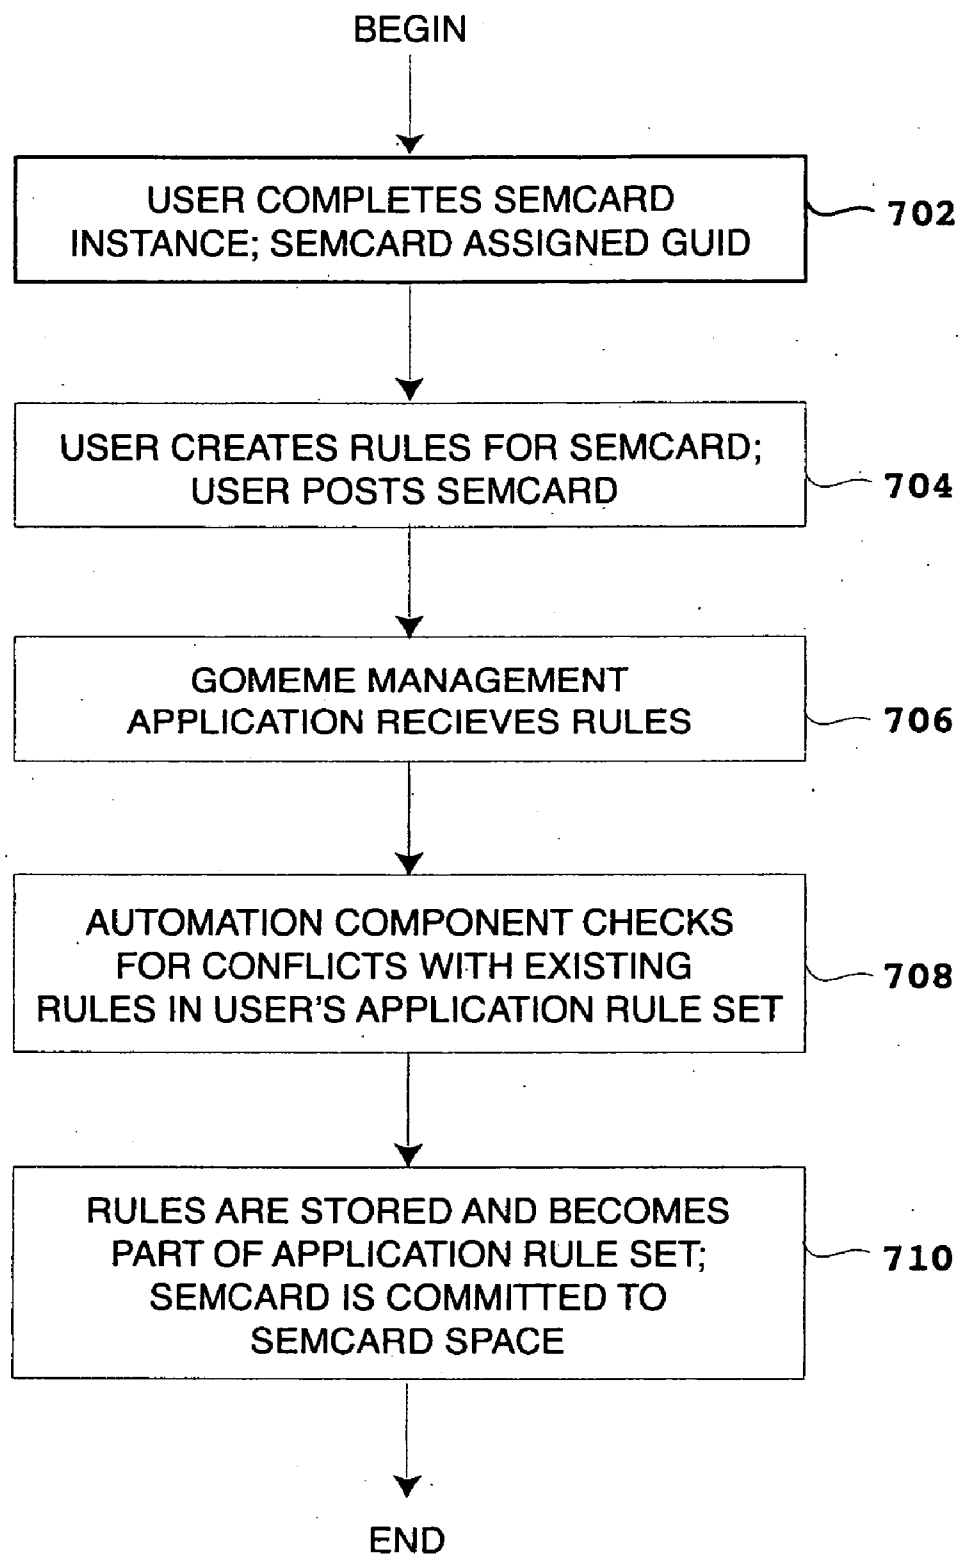 BEGIN
USER COMPLETES SEMCARD
INSTANCE; SEMCARD ASSIGNED GUID
702
USER CREATES RULES FOR SEMCARD;
USER POSTS SEMCARD
704
GOMEME MANAGEMENT
APPLICATION RECIEVES RULES
706
AUTOMATION COMPONENT CHECKS
FOR CONFLICTS WITH EXISTING
RULES IN USER'S APPLICATION RULE SET
708
RULES ARE STORED AND BECOMES
PART OF APPLICATION RULE SET;
SEMCARD IS COMMITTED TO
SEMCARD SPACE
710
END